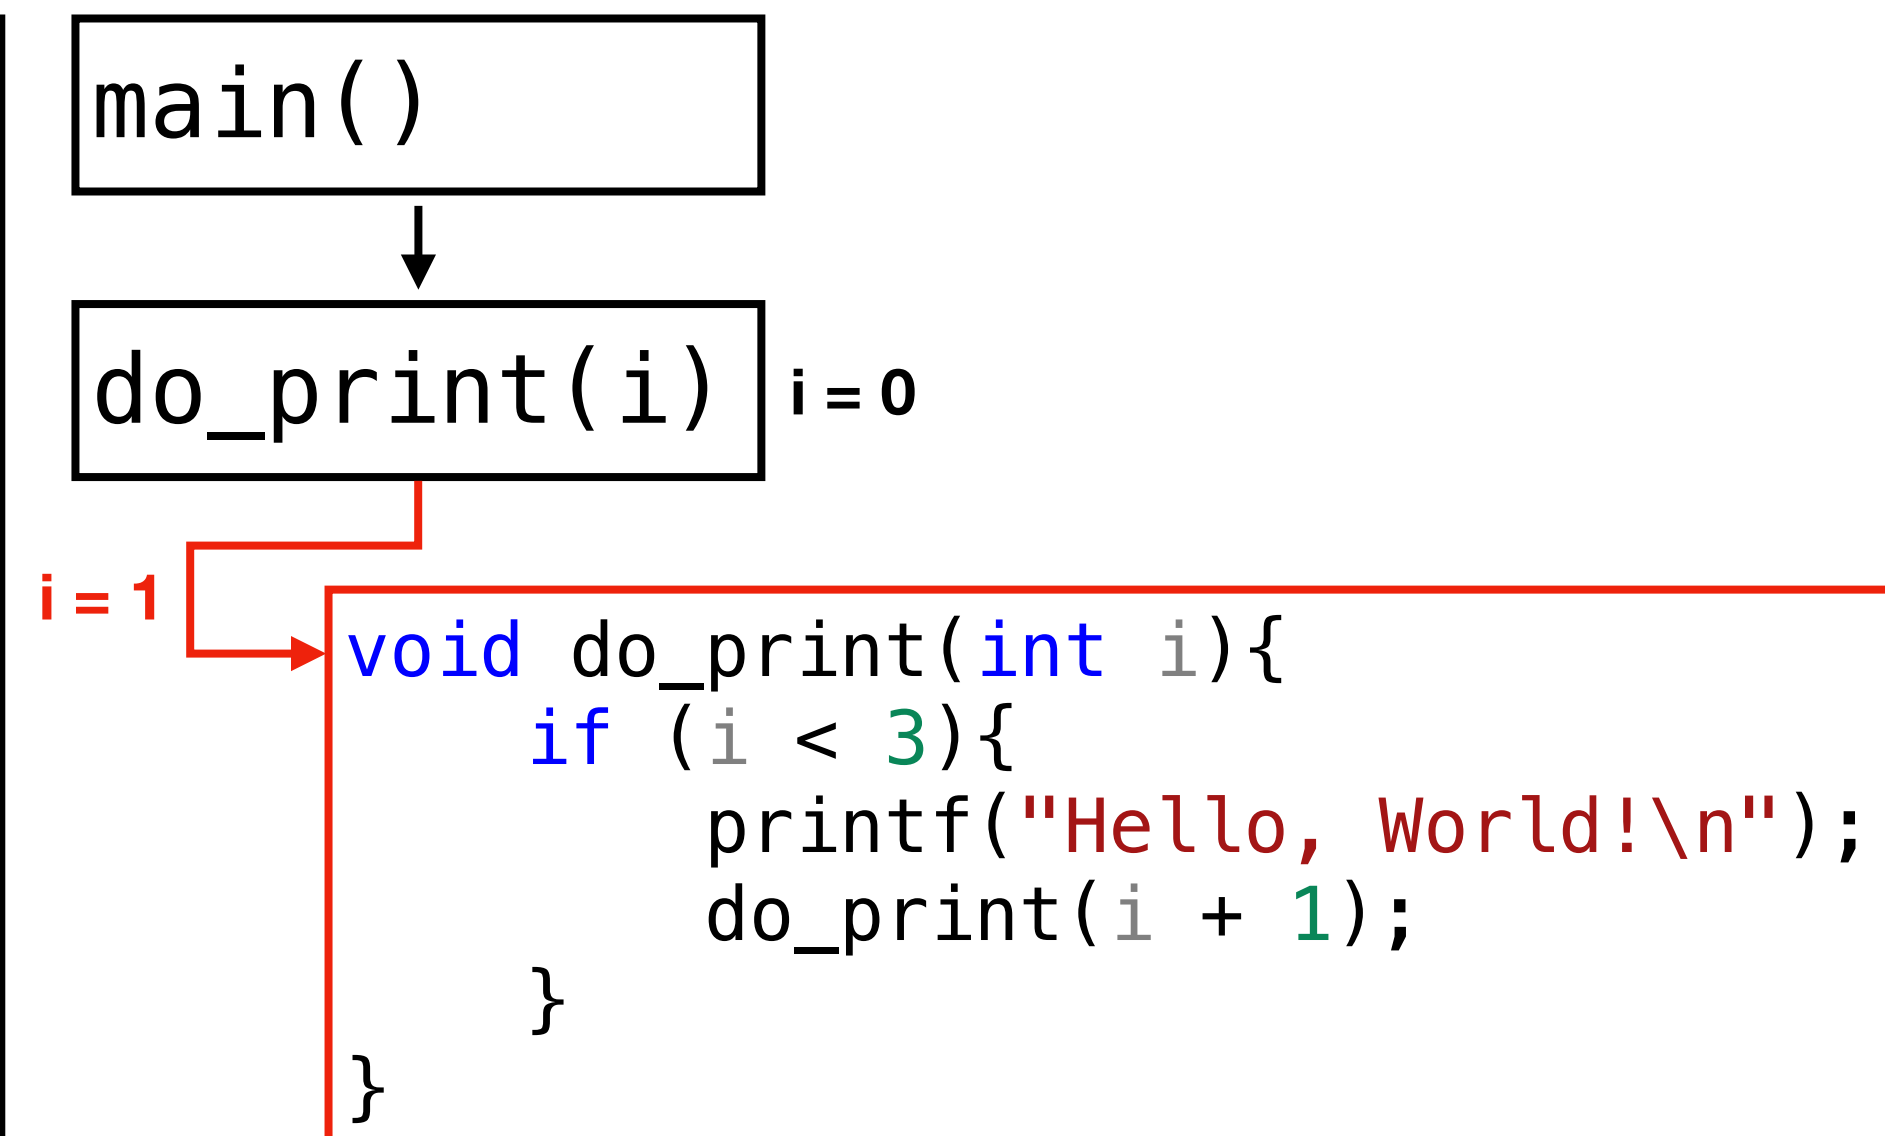 main()
do_print(i)
i = 0
i = 1
void do_print(int i){
if (i < 3){
printf("Hello, World!\n");
do_print(i + 1);
}
}